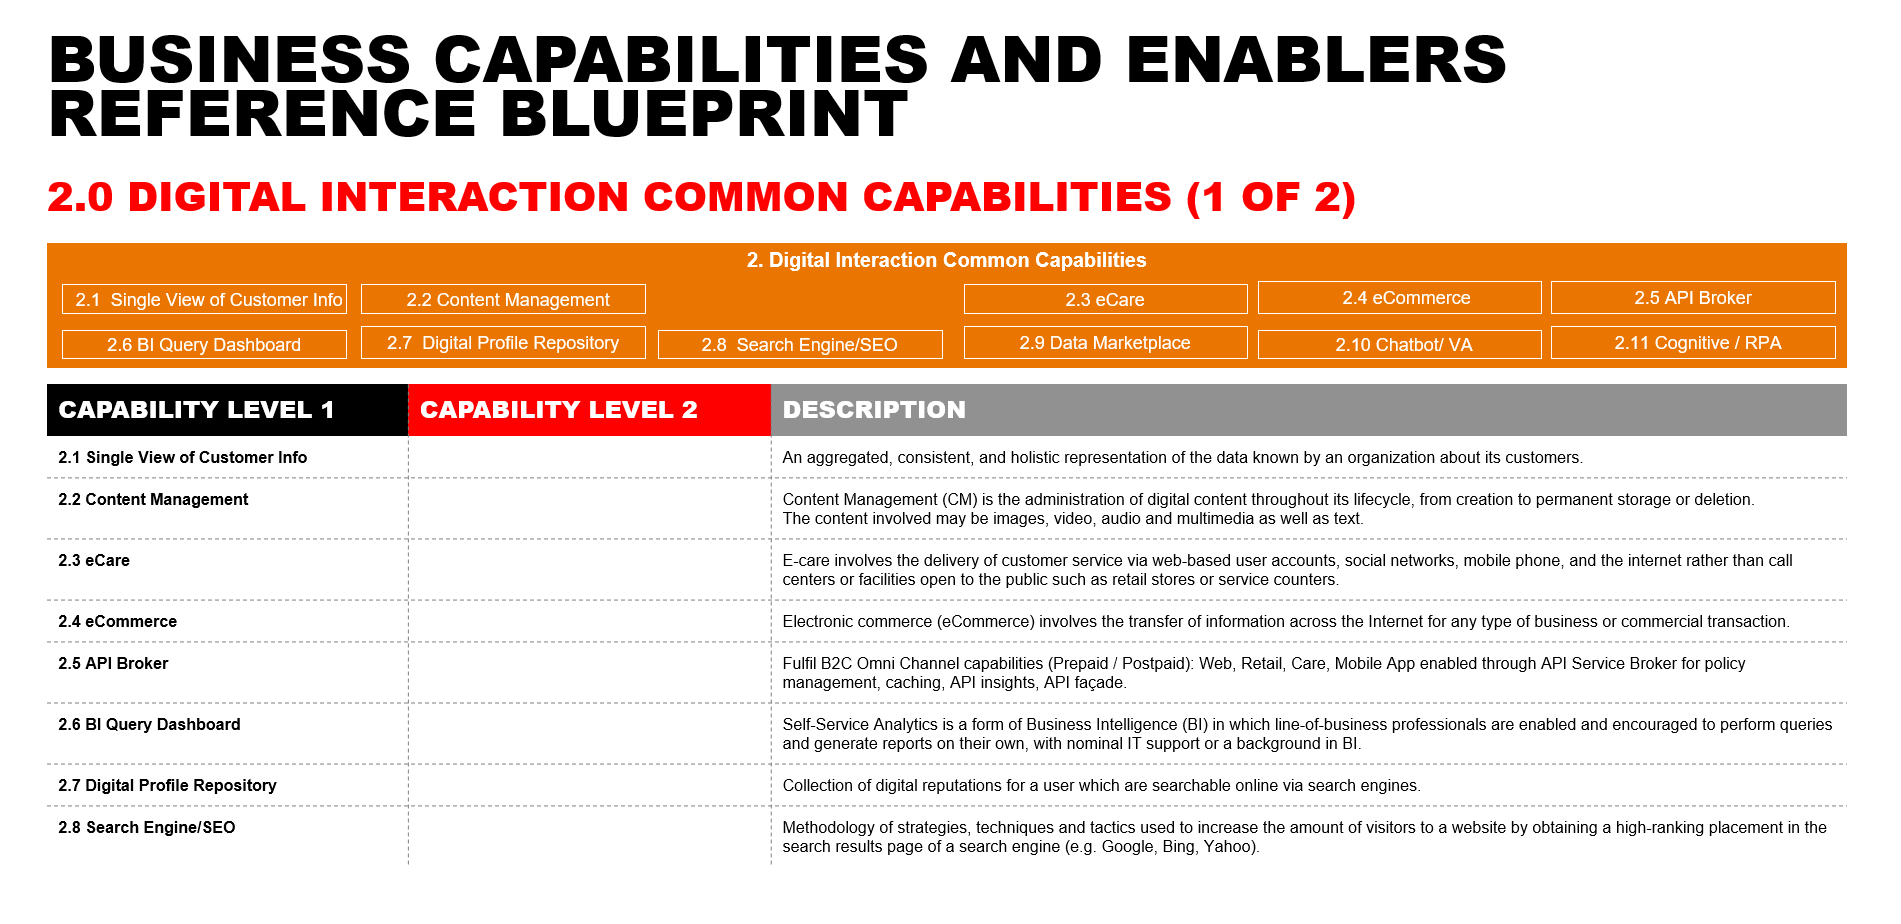 BUSINESS CAPABILITIES AND ENABLERS
REFERENCE BLUEPRINT
2.0 DIGITAL INTERACTION COMMON CAPABILITIES (1 OF 2)
2. Digital Interaction Common Capabilities
2.1  Single View of Customer Info
2.2 Content Management
2.3 eCare
2.4 eCommerce
2.5 API Broker
2.6 BI Query Dashboard
2.7  Digital Profile Repository
2.8  Search Engine/SEO
2.9 Data Marketplace
2.10 Chatbot/ VA
2.11 Cognitive / RPA
CAPABILITY LEVEL 1
CAPABILITY LEVEL 2
DESCRIPTION
2.1 Single View of Customer Info
An aggregated, consistent, and holistic representation of the data known by an organization about its customers.
2.2 Content Management
Content Management (CM) is the administration of digital content throughout its lifecycle, from creation to permanent storage or deletion.
The content involved may be images, video, audio and multimedia as well as text.
2.3 eCare
E-care involves the delivery of customer service via web-based user accounts, social networks, mobile phone, and the internet rather than call
centers or facilities open to the public such as retail stores or service counters.
2.4 eCommerce
Electronic commerce (eCommerce) involves the transfer of information across the Internet for any type of business or commercial transaction.
2.5 API Broker
Fulfil B2C Omni Channel capabilities (Prepaid / Postpaid): Web, Retail, Care, Mobile App enabled through API Service Broker for policy
management, caching, API insights, API façade.
2.6 BI Query Dashboard
Self-Service Analytics is a form of Business Intelligence (BI) in which line-of-business professionals are enabled and encouraged to perform queries
and generate reports on their own, with nominal IT support or a background in BI.
2.7 Digital Profile Repository
Collection of digital reputations for a user which are searchable online via search engines.
2.8 Search Engine/SEO
Methodology of strategies, techniques and tactics used to increase the amount of visitors to a website by obtaining a high-ranking placement in the
search results page of a search engine (e.g. Google, Bing, Yahoo).